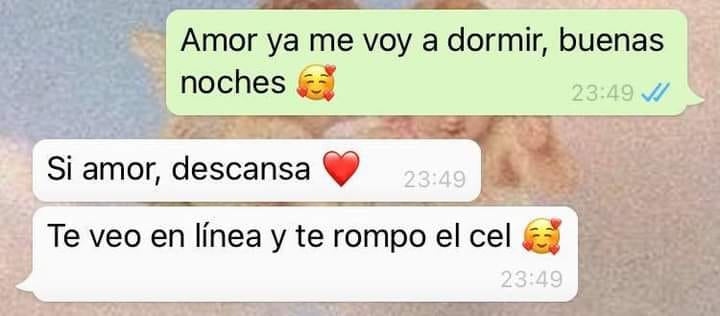 Amor ya me voy a dormir, buenas
noches 🥰
23:49
Si amor, descansa ❤️
23:49
Te veo en línea y te rompo el cel 🥰
23:49